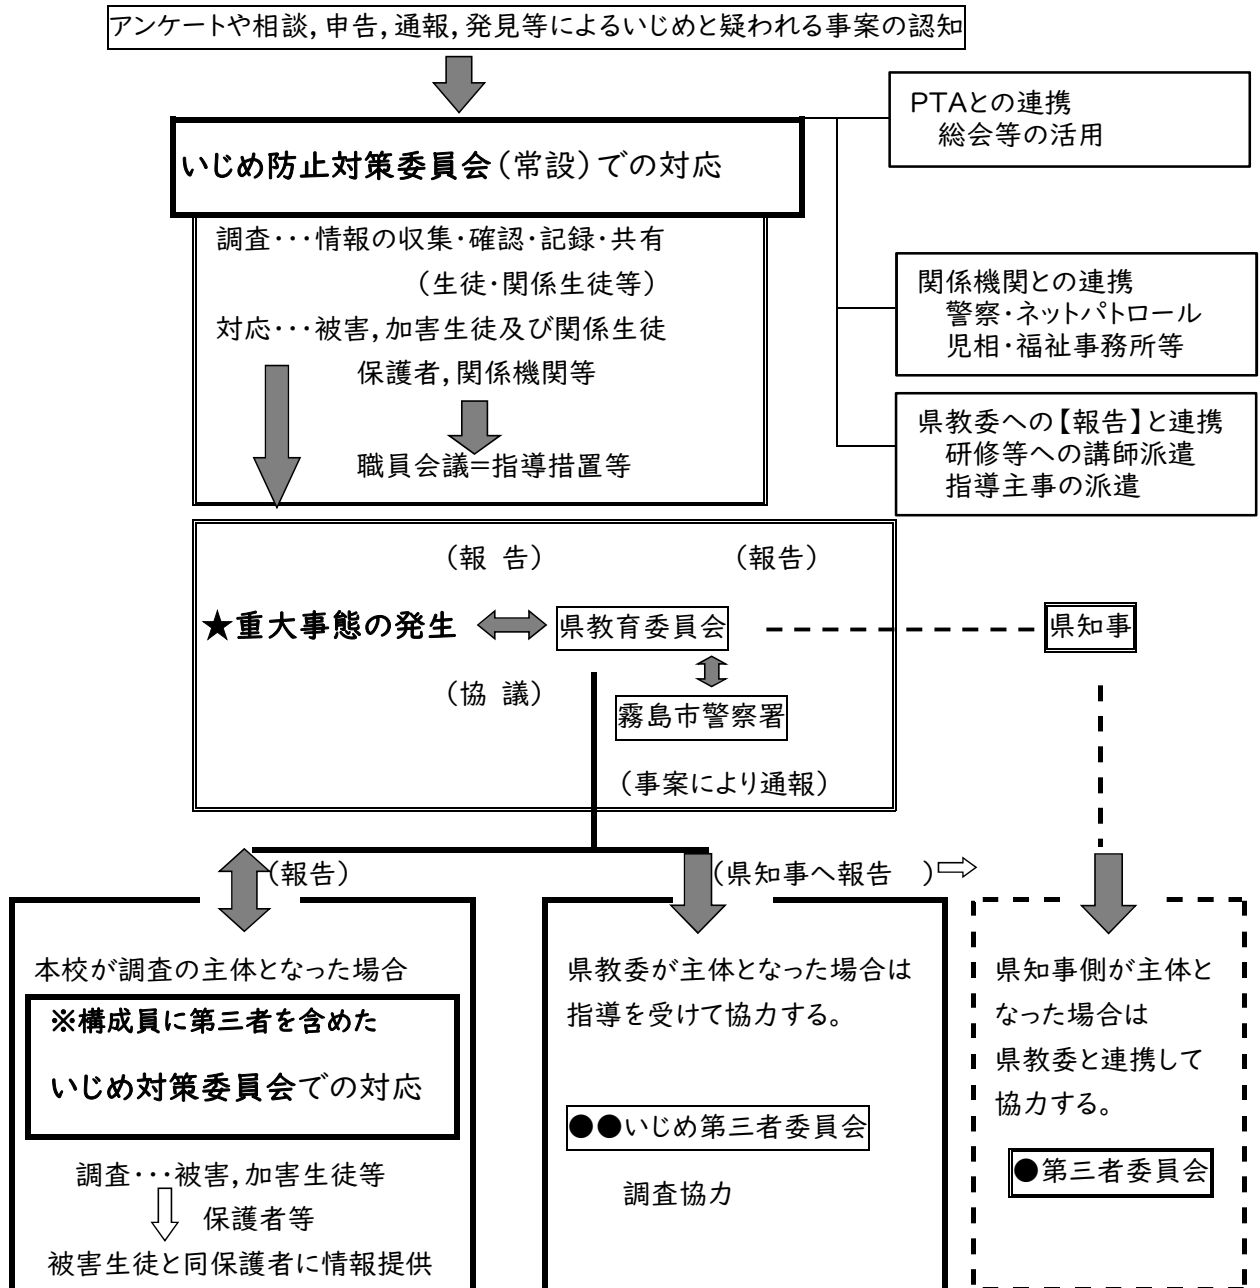 アンケートや相談,申告,通報,発見等によるいじめと疑われる事案の認知
PTAとの連携
総会等の活用
いじめ防止対策委員会(常設)での対応
調査・・・情報の収集・確認・記録・共有
(生徒・関係生徒等)
対応・・・被害,加害生徒及び関係生徒
保護者,関係機関等
職員会議=指導措置等
関係機関との連携
警察・ネットパトロール
児相・福祉事務所等
県教委への【報告】と連携
研修等への講師派遣
指導主事の派遣
(報 告)
(報告)
★重大事態の発生
県教育委員会
県知事
(協 議)
霧島市警察署
(事案により通報)
(報告)
(県知事へ報告 )
本校が調査の主体となった場合
※構成員に第三者を含めた
いじめ対策委員会での対応
調査・・・被害,加害生徒等
保護者等
被害生徒と同保護者に情報提供
県教委が主体となった場合は
指導を受けて協力する。
●●いじめ第三者委員会
調査協力
県知事側が主体と
なった場合は
県教委と連携して
協力する。
●第三者委員会